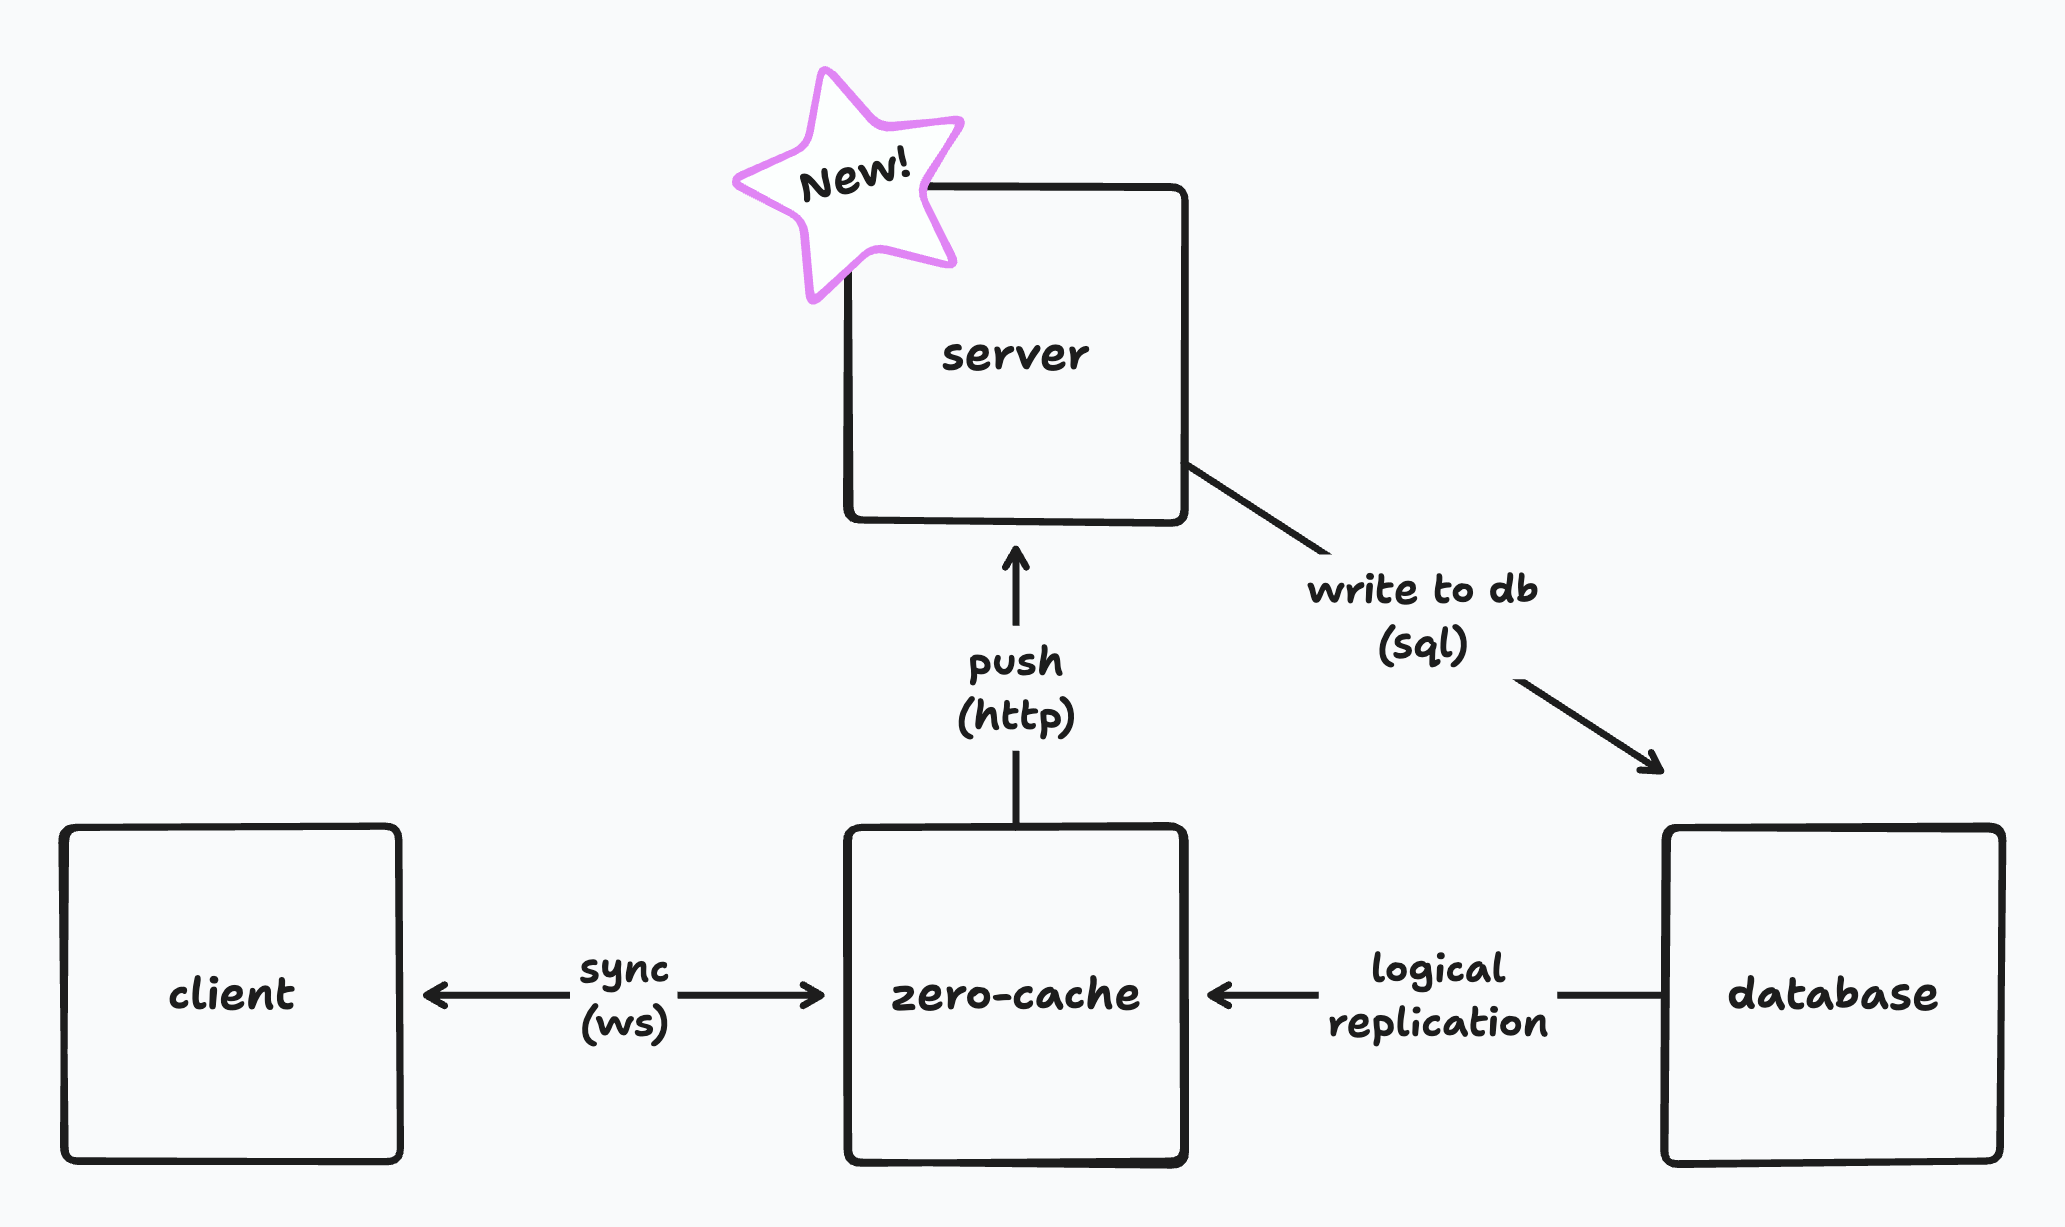 New!
server
write to db
(sql)
push
(http)
client
sync
(ws)
zero-cache
logical
replication
database